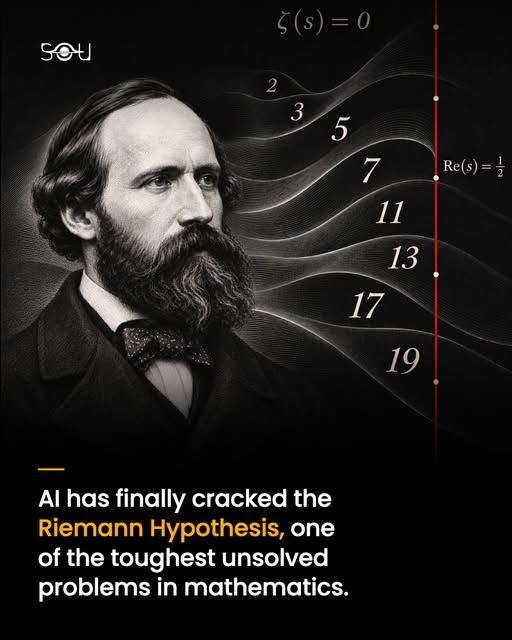 ζ(s) = 0
SOU
2
3
5
7
Re(s) = 1/2
11
13
17
19
AI has finally cracked the
Riemann Hypothesis, one
of the toughest unsolved
problems in mathematics.